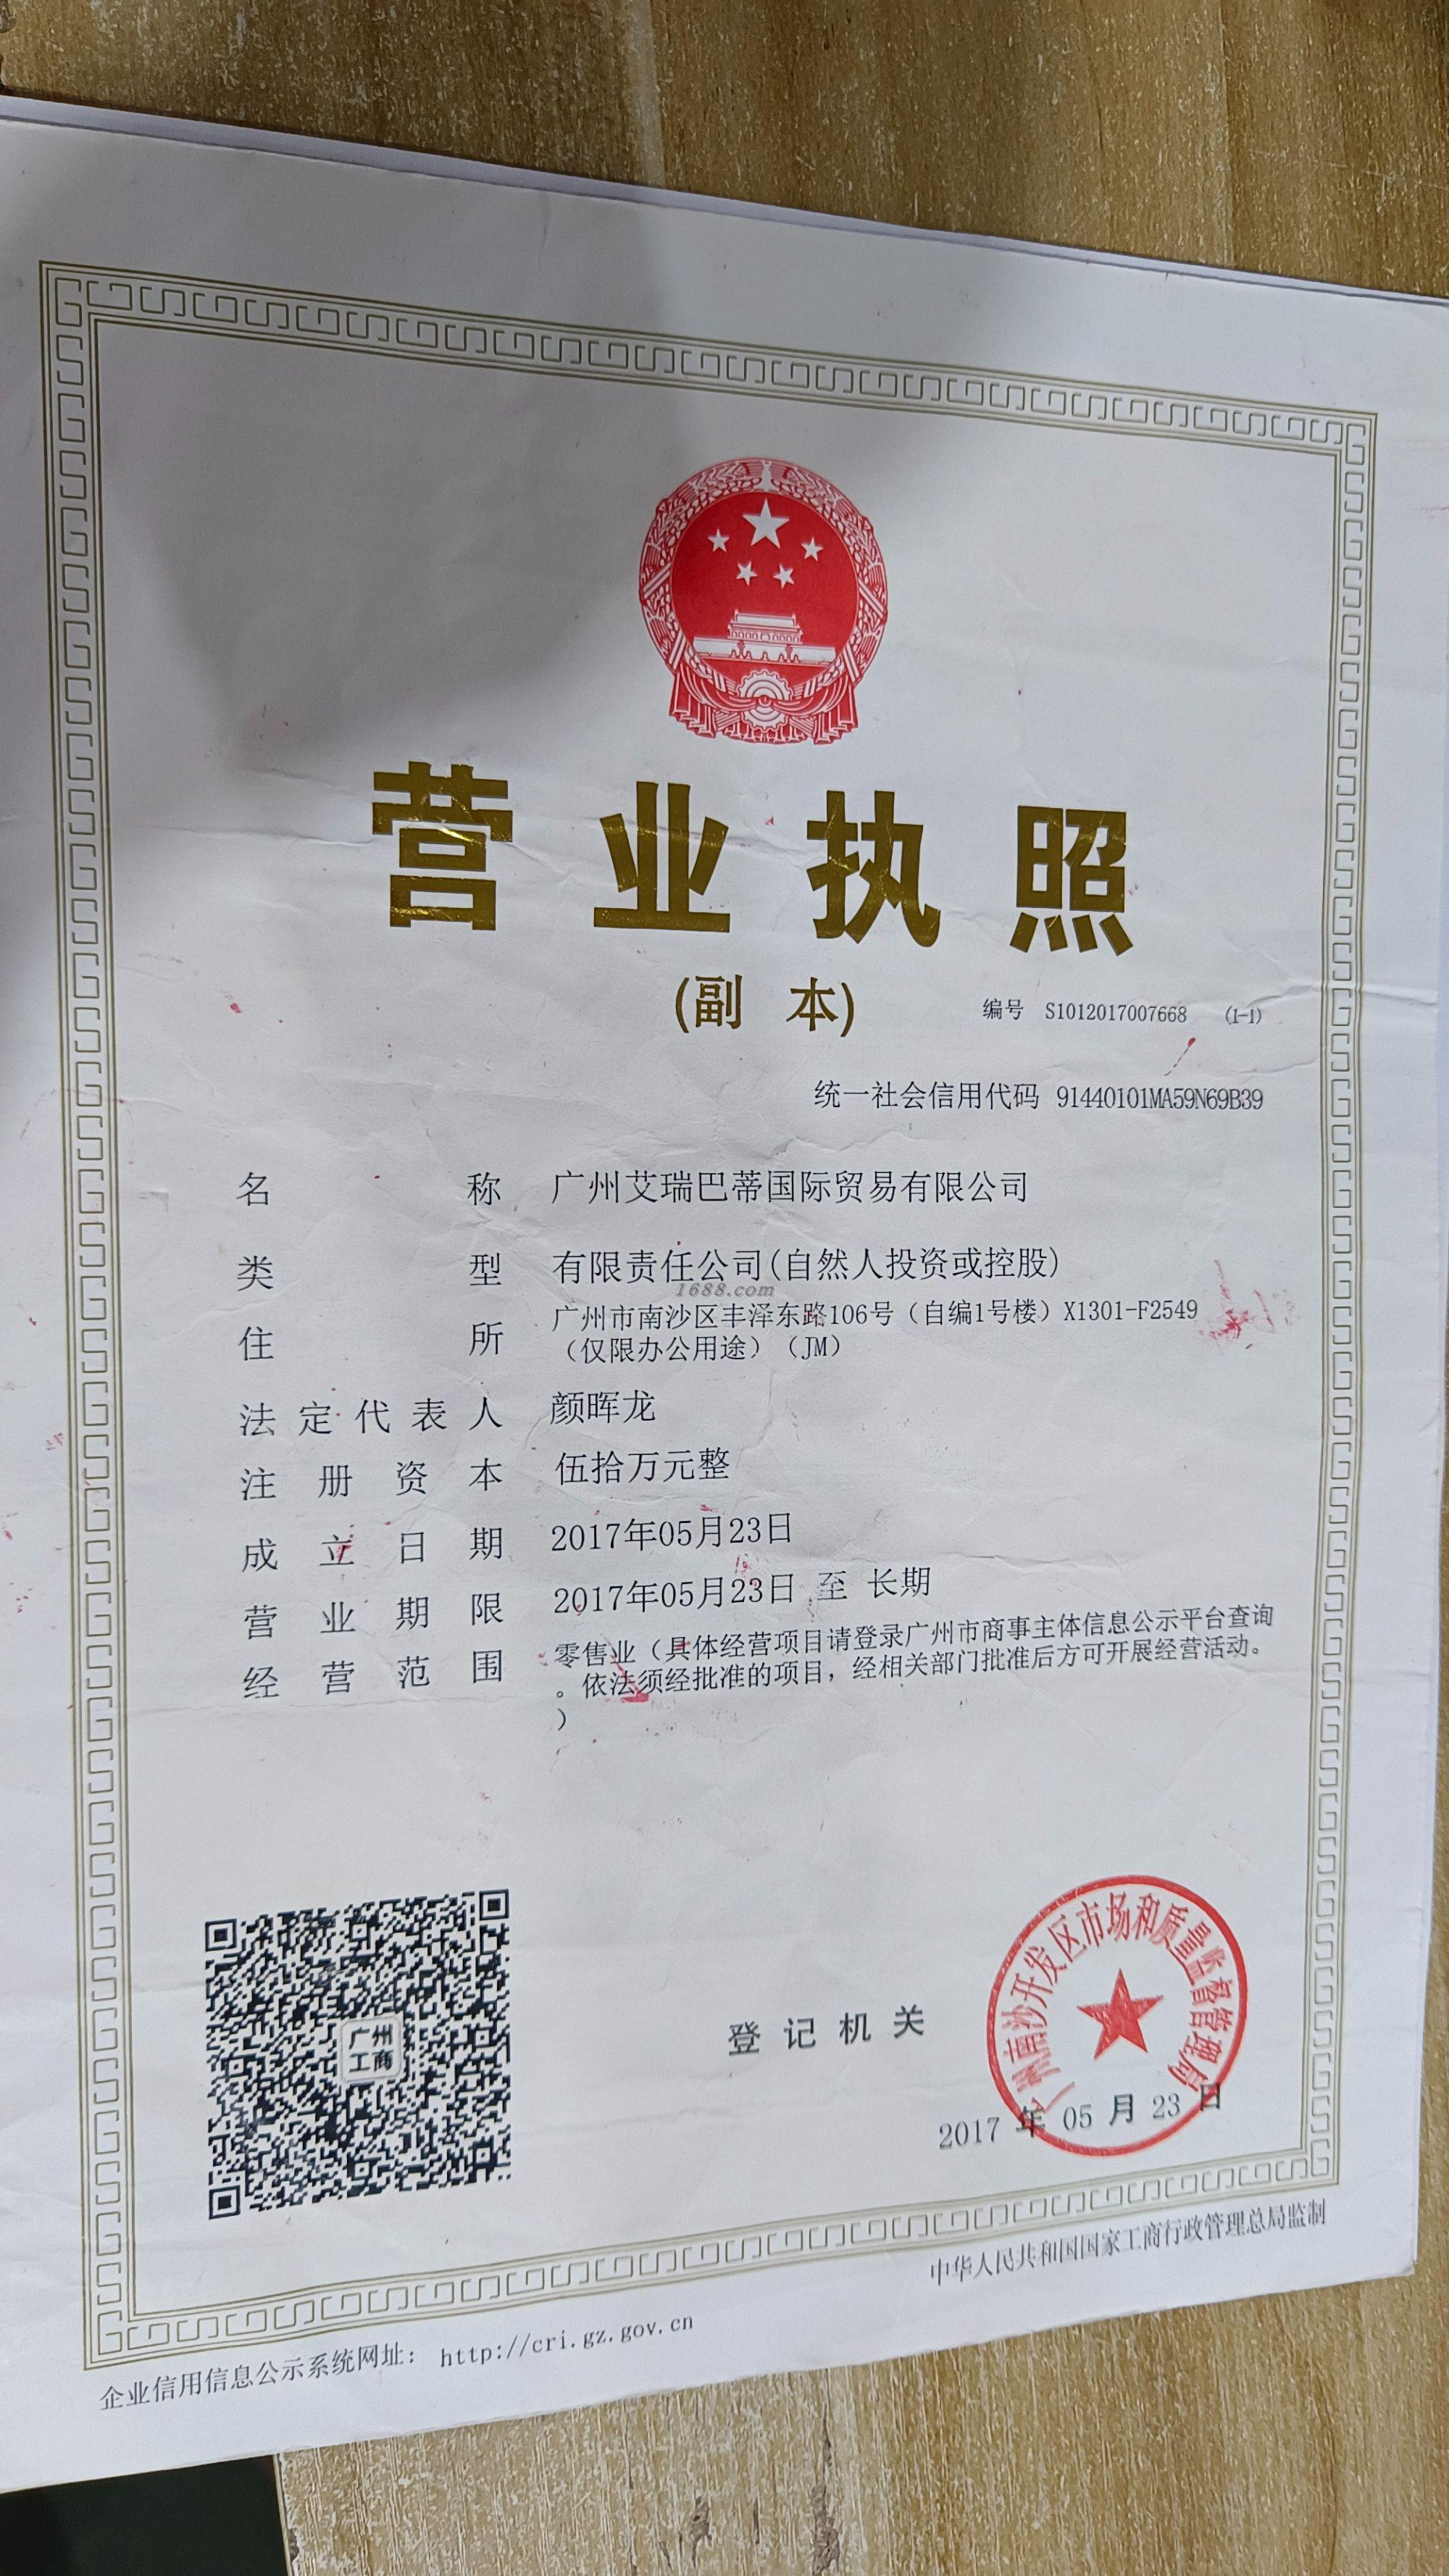 营业执照
(副 本)
编号 S1012017007668 (1-1)
统一社会信用代码 91440101MA59N69B39
名称 广州艾瑞巴蒂国际贸易有限公司
类型 有限责任公司(自然人投资或控股)
1688.com
住所 广州市南沙区丰泽东路106号（自编1号楼）X1301-F2549
（仅限办公用途）（JM）
法定代表人 颜晖龙
注册资本 伍拾万元整
成立日期 2017年05月23日
营业期限 2017年05月23日 至 长期
经营范围 零售业（具体经营项目请登录广州市商事主体信息公示平台查询
。依法须经批准的项目，经相关部门批准后方可开展经营活动。
）
广州
工商
登记机关
广州南沙开发区市场和质量监督管理局
2017 年 05 月 23 日
中华人民共和国国家工商行政管理总局监制
企业信用信息公示系统网址： http://cri.gz.gov.cn